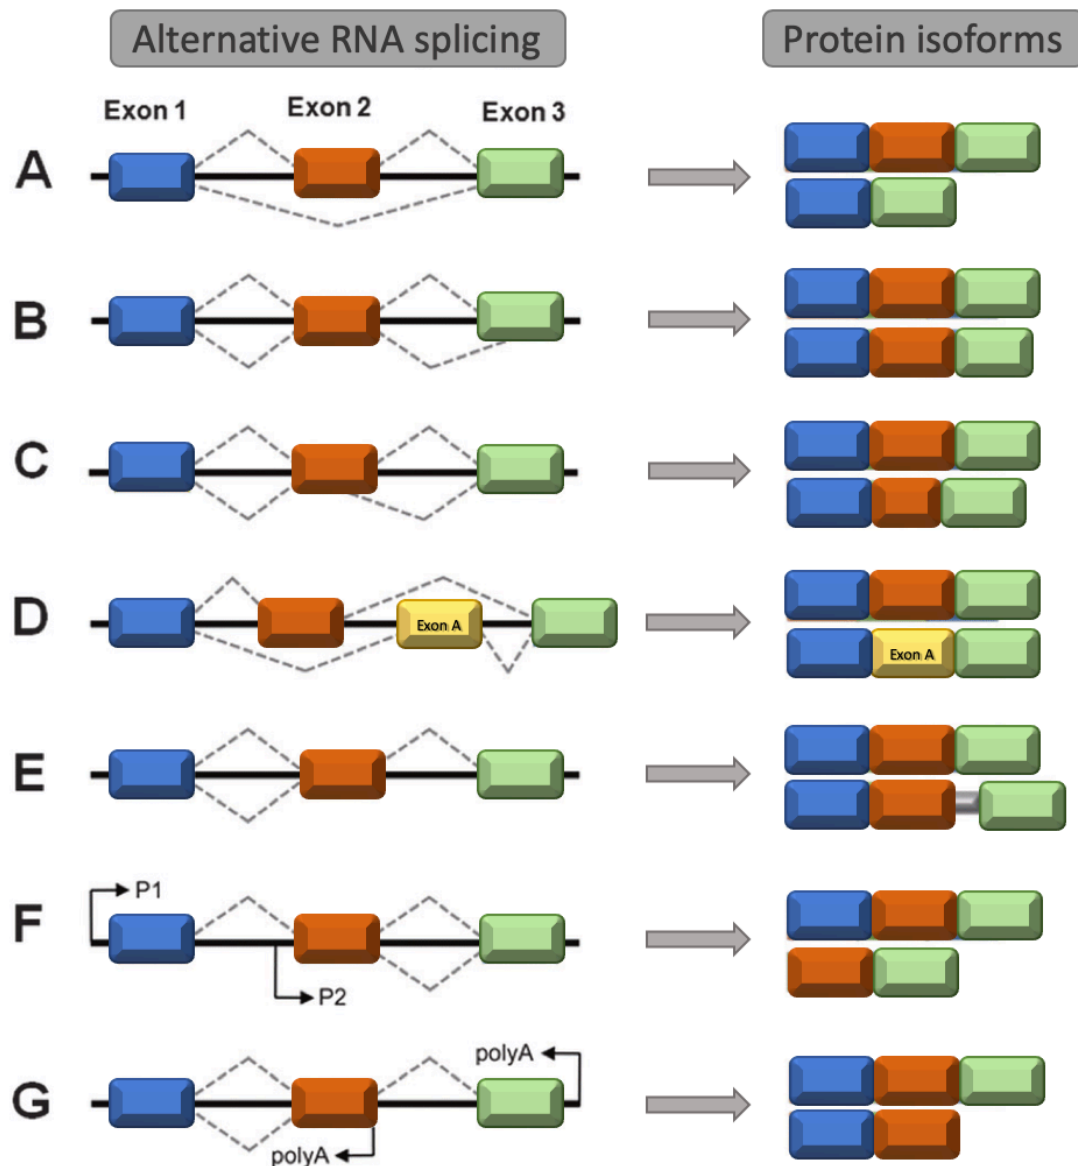 Alternative RNA splicing
Protein isoforms
Exon 1
Exon 2
Exon 3
A
B
C
D
Exon A
Exon A
E
F
P1
P2
G
polyA
polyA